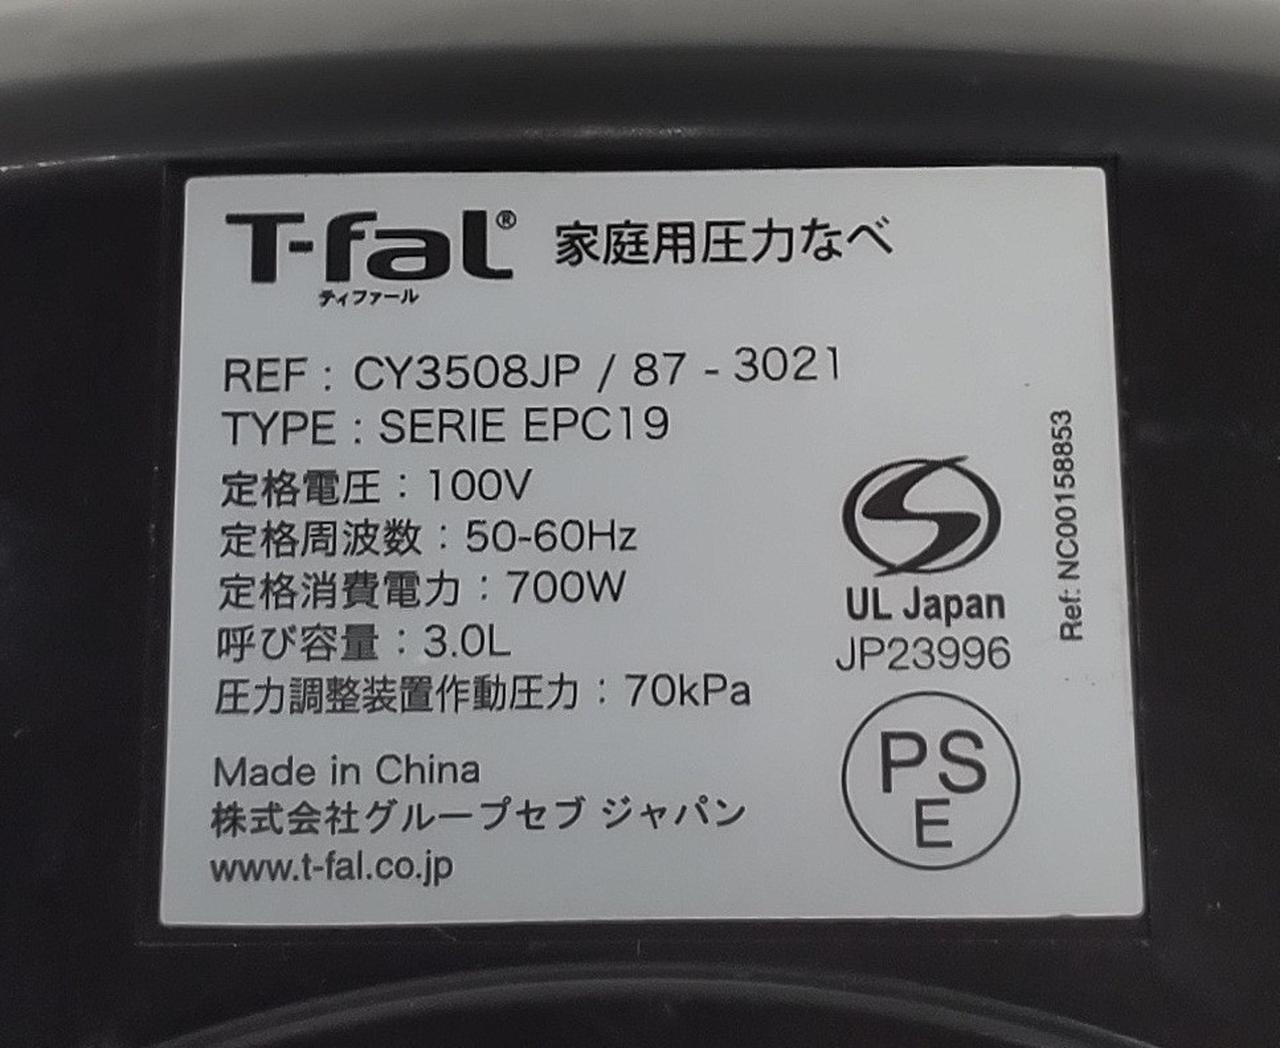 T-fal® 家庭用圧力なべ
ティファール
REF : CY3508JP / 87 - 3021
TYPE : SERIE EPC19
定格電圧 : 100V
定格周波数 : 50-60Hz
定格消費電力 : 700W
呼び容量 : 3.0L
圧力調整装置作動圧力 : 70kPa
Made in China
株式会社グループセブ ジャパン
www.t-fal.co.jp
S
UL Japan
JP23996
PS
E
Ref: NC00158853